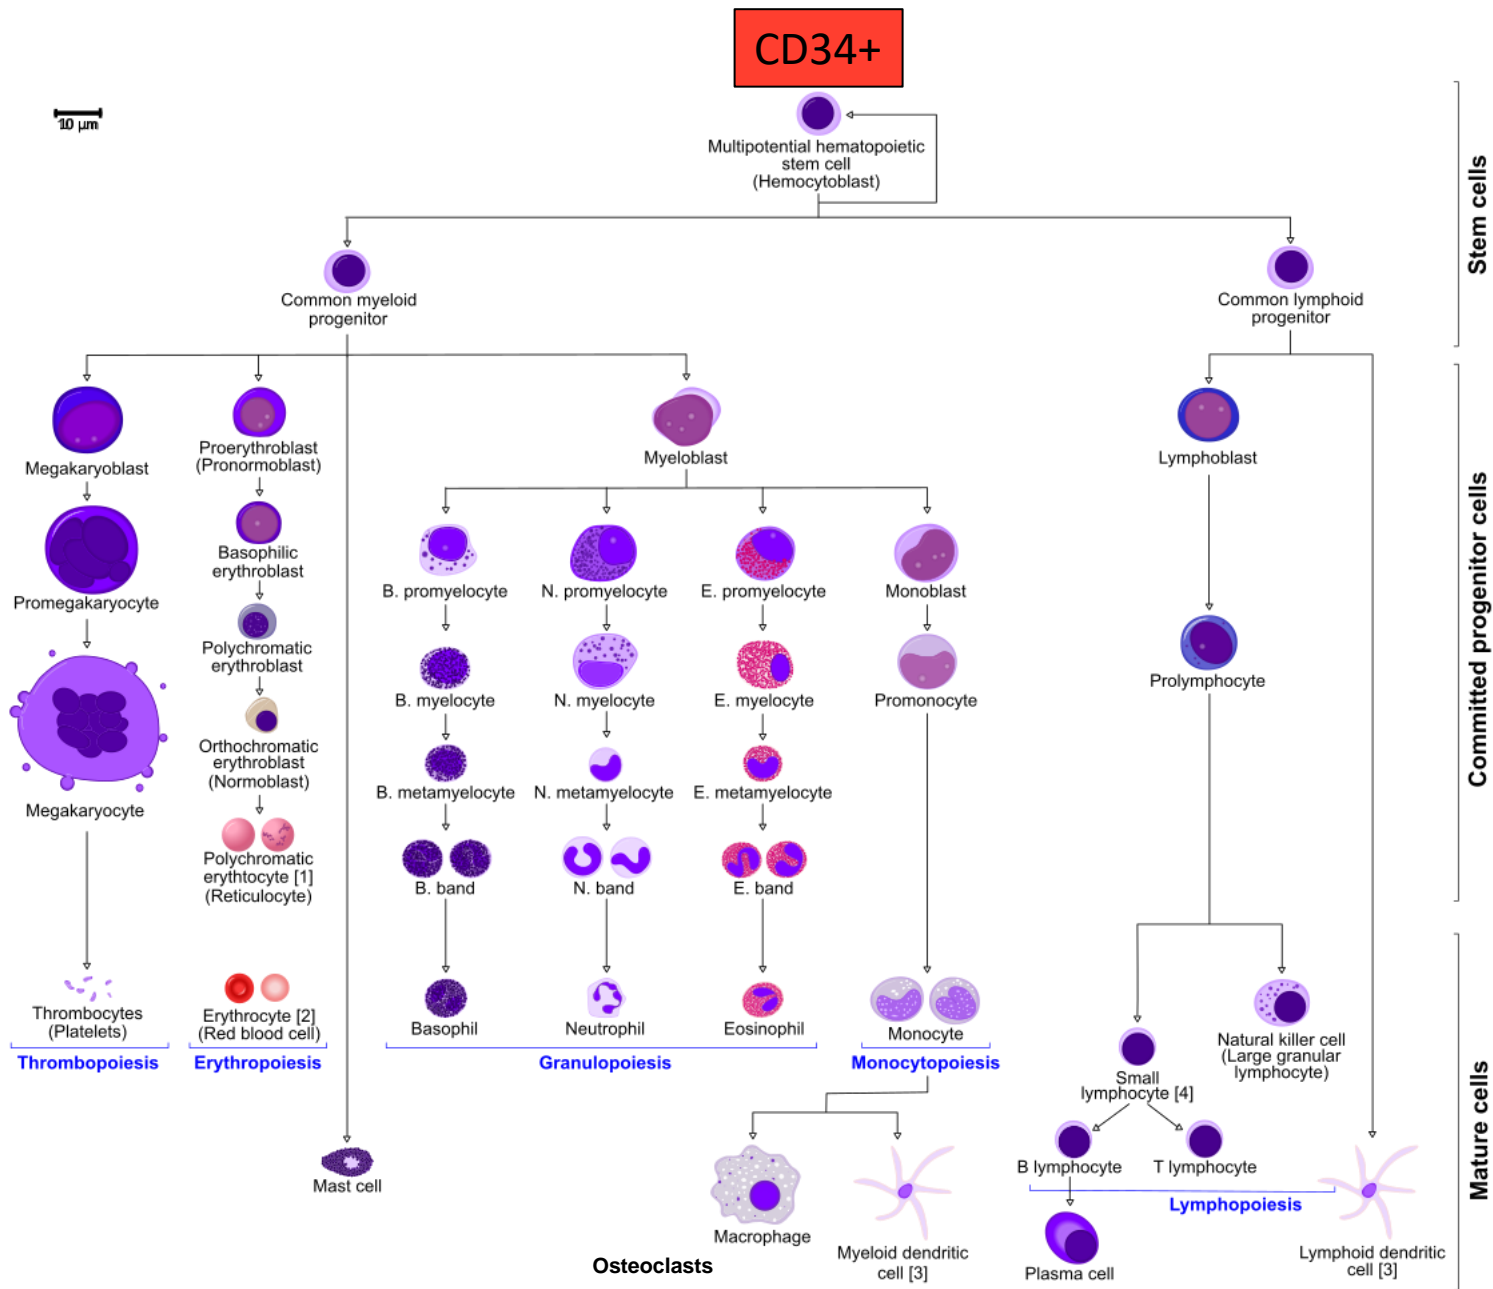 CD34+
10 µm
Multipotential hematopoietic
stem cell
(Hemocytoblast)
Stem cells
Common myeloid
progenitor
Common lymphoid
progenitor
Megakaryoblast
Proerythroblast
(Pronormoblast)
Myeloblast
Lymphoblast
Committed progenitor cells
Promegakaryocyte
Basophilic
erythroblast
B. promyelocyte
N. promyelocyte
E. promyelocyte
Monoblast
Polychromatic
erythroblast
B. myelocyte
N. myelocyte
E. myelocyte
Promonocyte
Prolymphocyte
Megakaryocyte
Orthochromatic
erythroblast
(Normoblast)
B. metamyelocyte
N. metamyelocyte
E. metamyelocyte
Polychromatic
erythtocyte [1]
(Reticulocyte)
B. band
N. band
E. band
Thrombocytes
(Platelets)
Erythrocyte [2]
(Red blood cell)
Basophil
Neutrophil
Eosinophil
Monocyte
Natural killer cell
(Large granular
lymphocyte)
Mature cells
Thrombopoiesis
Erythropoiesis
Granulopoiesis
Monocytopoiesis
Small
lymphocyte [4]
Mast cell
B lymphocyte
T lymphocyte
Lymphopoiesis
Macrophage
Myeloid dendritic
cell [3]
Osteoclasts
Plasma cell
Lymphoid dendritic
cell [3]